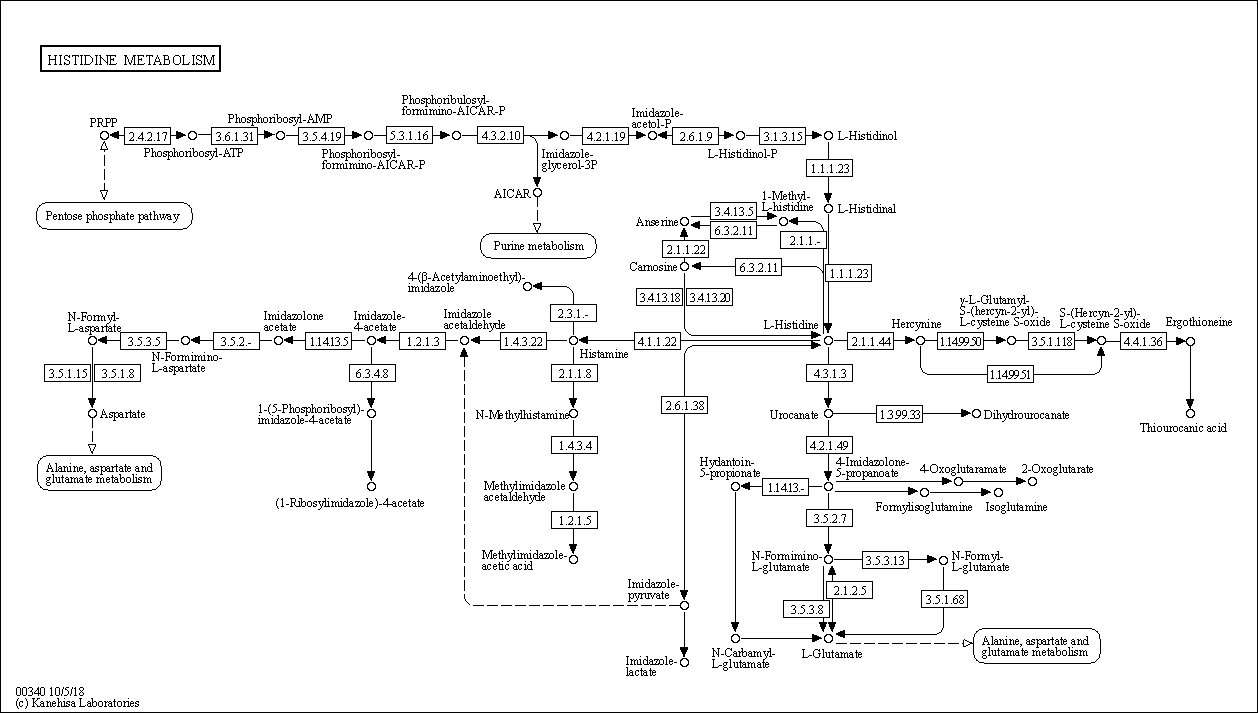 HISTIDINE METABOLISM
Phosphoribulosyl-
formimino-AICAR-P
Phosphoribosyl-AMP
Imidazole-
acetol-P
PRPP
2.4.2.17
3.6.1.31
3.5.4.19
5.3.1.16
4.3.2.10
4.2.1.19
2.6.1.9
3.1.3.15
L-Histidinol
Phosphoribosyl-ATP
Phosphoribosyl-
formimino-AICAR-P
Imidazole-
glycerol-3P
L-Histidinol-P
1.1.1.23
AICAR
Pentose phosphate pathway
Purine metabolism
1-Methyl-
L-histidine
L-Histidinal
3.4.13.5
Anserine
6.3.2.11
2.1.1.-
2.1.1.22
Carnosine
6.3.2.11
1.1.1.23
4-(β-Acetylaminoethyl)-
imidazole
3.4.13.18
3.4.13.20
2.3.1.-
N-Formyl-
L-aspartate
Imidazolone
acetate
Imidazole-
4-acetate
Imidazole
acetaldehyde
L-Histidine
Hercynine
γ-L-Glutamyl-
S-(hercyn-2-yl)-
L-cysteine S-oxide
S-(Hercyn-2-yl)-
L-cysteine S-oxide
Ergothioneine
3.5.3.5
3.5.2.-
1.14.13.5
1.2.1.3
1.4.3.22
4.1.1.22
2.1.1.44
1.14.99.50
3.5.1.118
4.4.1.36
N-Formimino-
L-aspartate
Histamine
3.5.1.15
3.5.1.8
6.3.4.8
2.1.1.8
4.3.1.3
1.14.99.51
2.6.1.38
Aspartate
1-(5-Phosphoribosyl)-
imidazole-4-acetate
N-Methylhistamine
Urocanate
1.3.99.33
Dihydrourocanate
Thiourocanic acid
1.4.3.4
4.2.1.49
Alanine, aspartate and
glutamate metabolism
Hydantoin-
5-propionate
4-Imidazolone-
5-propanoate
4-Oxoglutaramate
2-Oxoglutarate
Methylimidazole
acetaldehyde
1.14.13.-
(1-Ribosylimidazole)-4-acetate
Formylisoglutamine
Isoglutamine
1.2.1.5
3.5.2.7
Methylimidazole-
acetic acid
N-Formimino-
L-glutamate
3.5.3.13
N-Formyl-
L-glutamate
Imidazole-
pyruvate
2.1.2.5
3.5.3.8
3.5.1.68
Imidazole-
lactate
N-Carbamyl-
L-glutamate
L-Glutamate
Alanine, aspartate and
glutamate metabolism
00340 10/5/18
(c) Kanehisa Laboratories